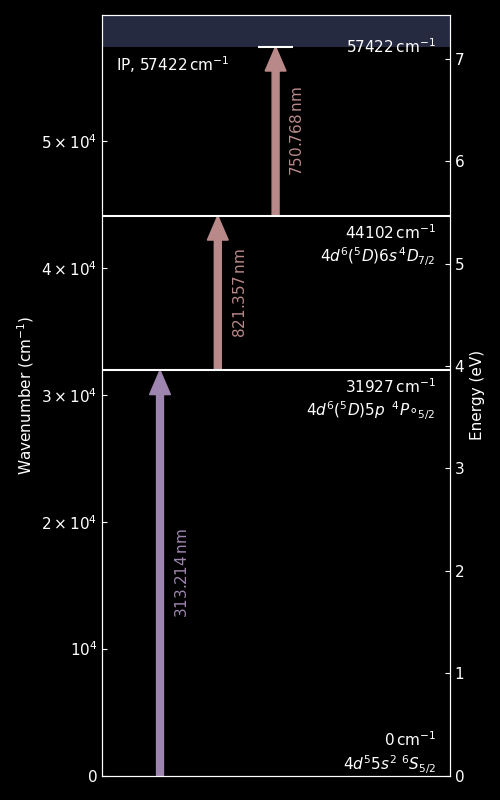 57422 cm⁻¹
IP, 57422 cm⁻¹
750.768 nm
44102 cm⁻¹
4d⁶(⁵D)6s ⁴D₇/₂
821.357 nm
31927 cm⁻¹
4d⁶(⁵D)5p ⁴P°₅/₂
313.214 nm
0 cm⁻¹
4d⁵5s² ⁶S₅/₂
Wavenumber (cm⁻¹)
5 × 10⁴
4 × 10⁴
3 × 10⁴
2 × 10⁴
10⁴
0
Energy (eV)
7
6
5
4
3
2
1
0